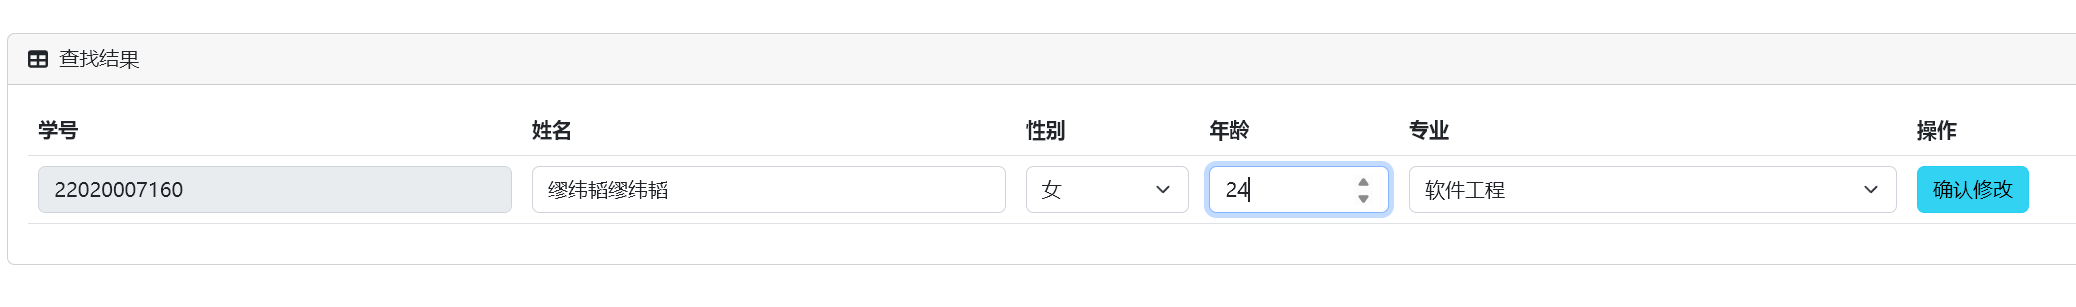 查找结果
学号 姓名 性别 年龄 专业 操作
22020007160 缪纬韬缪纬韬 女 24 软件工程 确认修改